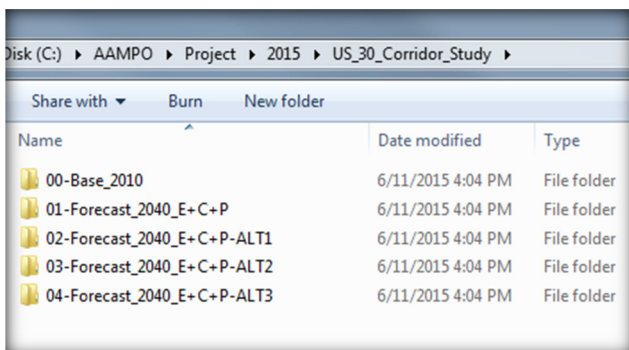 Disk (C:) ▸ AAMPO ▸ Project ▸ 2015 ▸ US_30_Corridor_Study ▸
Share with ▾ Burn New folder
Name Date modified Type
00-Base_2010 6/11/2015 4:04 PM File folder
01-Forecast_2040_E+C+P 6/11/2015 4:04 PM File folder
02-Forecast_2040_E+C+P-ALT1 6/11/2015 4:04 PM File folder
03-Forecast_2040_E+C+P-ALT2 6/11/2015 4:04 PM File folder
04-Forecast_2040_E+C+P-ALT3 6/11/2015 4:04 PM File folder